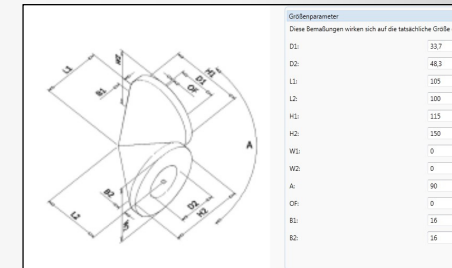 Größenparameter
Diese Bemaßungen wirken sich auf die tatsächliche Größe
D1: 33,7
D2: 48,3
L1: 105
L2: 100
H1: 115
H2: 150
W1: 0
W2: 0
A: 90
OF: 0
B1: 16
B2: 16
L1
B1
H1
D1
OF
A
B2
L2
D2
H2